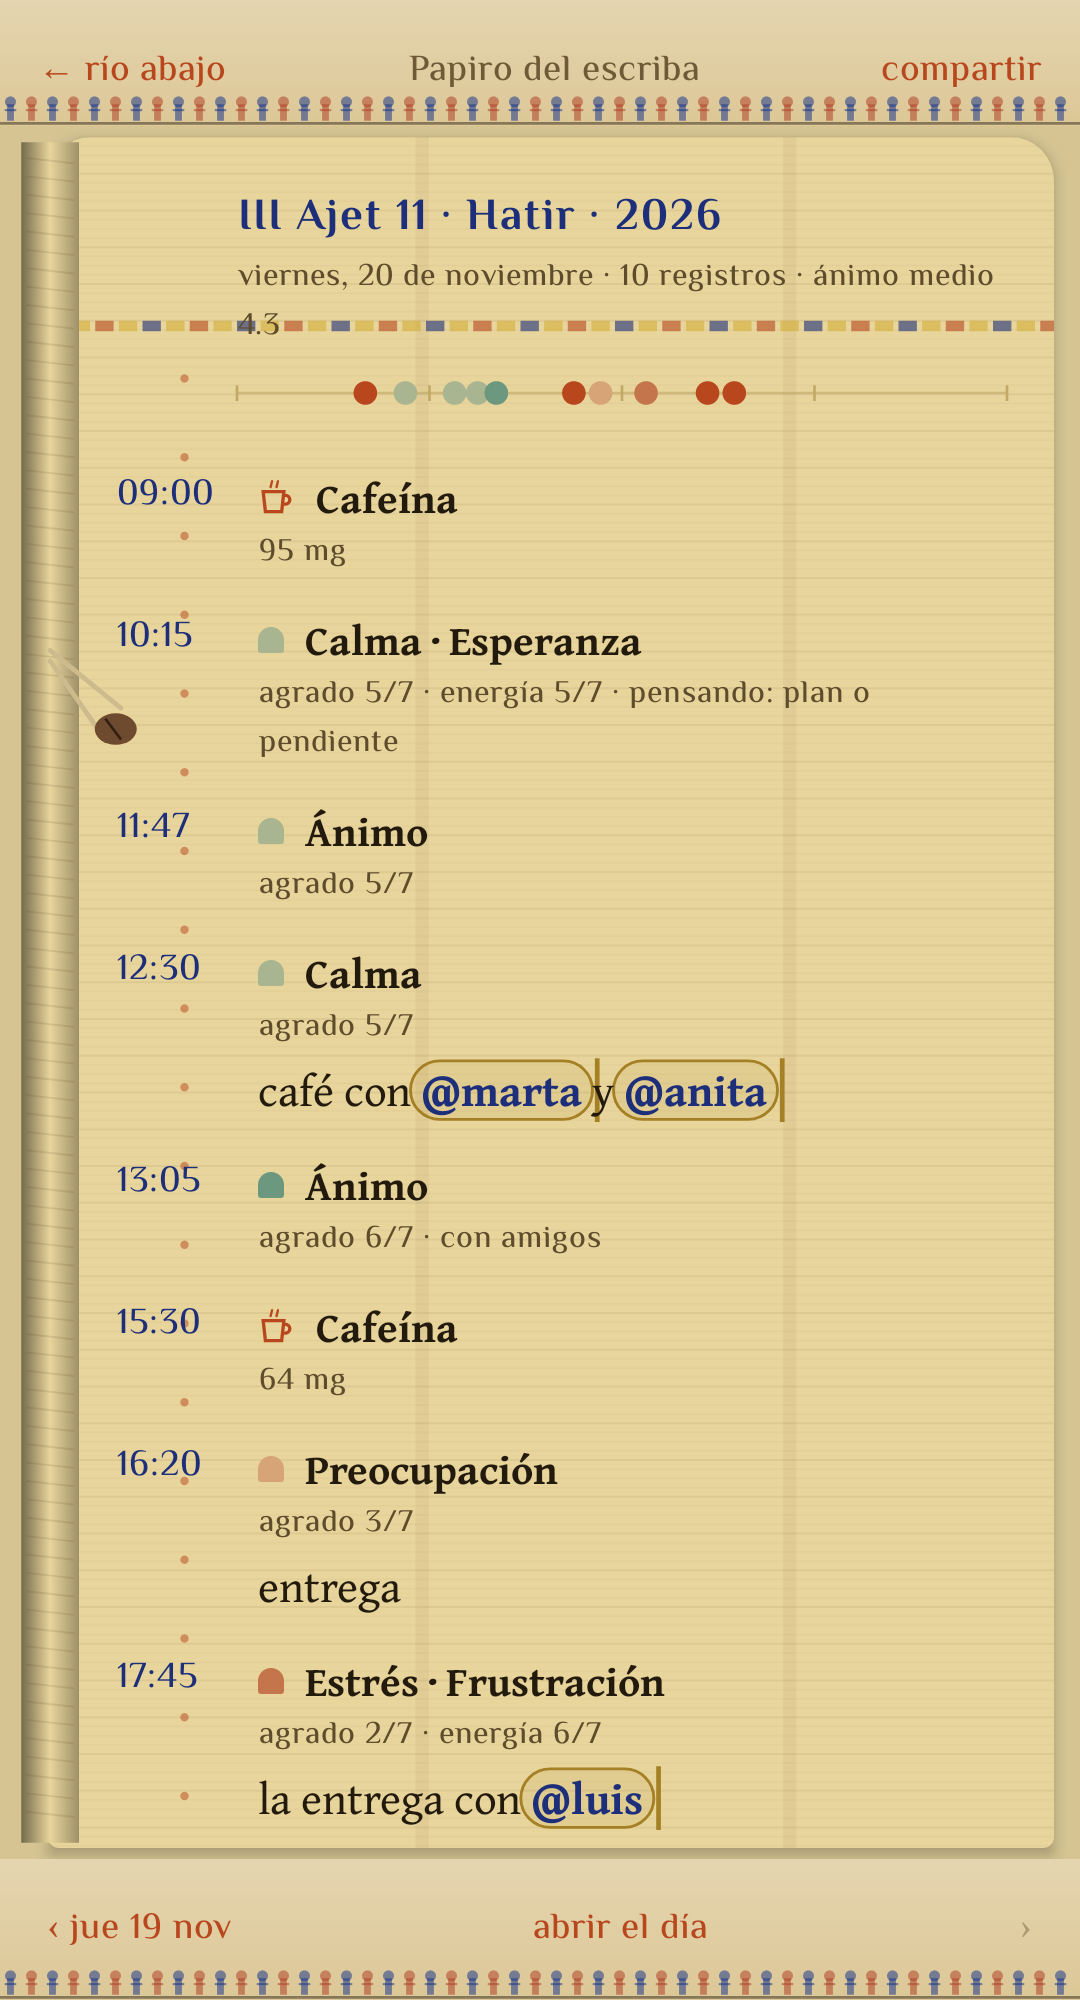 ← río abajo Papiro del escriba compartir
III Ajet 11 · Hatir · 2026
viernes, 20 de noviembre · 10 registros · ánimo medio
4.3
09:00 Cafeína
95 mg
10:15 Calma · Esperanza
agrado 5/7 · energía 5/7 · pensando: plan o
pendiente
11:47 Ánimo
agrado 5/7
12:30 Calma
agrado 5/7
café con @marta y @anita
13:05 Ánimo
agrado 6/7 · con amigos
15:30 Cafeína
64 mg
16:20 Preocupación
agrado 3/7
entrega
17:45 Estrés · Frustración
agrado 2/7 · energía 6/7
la entrega con @luis
‹ jue 19 nov abrir el día ›